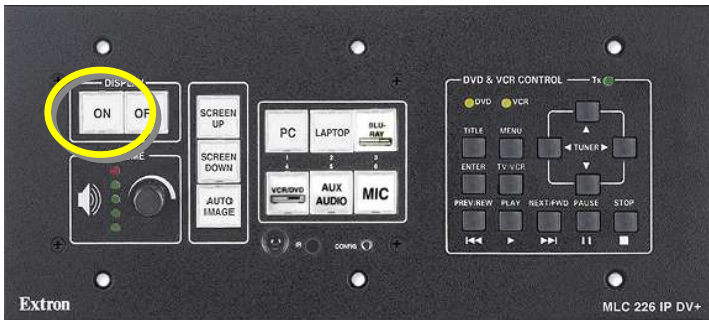 DISPLAY
ON
SCREEN
UP
SCREEN
DOWN
AUTO
IMAGE
PC
LAPTOP
BLU-
RAY
1
2
3
4
5
6
VCR/DVD
AUX
AUDIO
MIC
IR
CONFIG
DVD & VCR CONTROL
Tx
DVD
VCR
TITLE
MENU
TUNER
ENTER
TV/VCR
PREV/REW
PLAY
NEXT/FWD
PAUSE
STOP
Extron
MLC 226 IP DV+